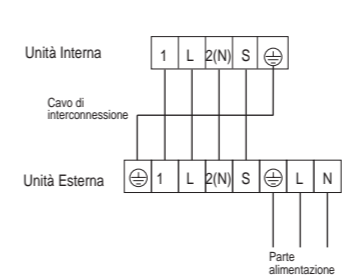 Unità Interna
1 L 2(N) S
Cavo di
interconnessione
Unità Esterna
1 L 2(N) S L N
Parte
alimentazione